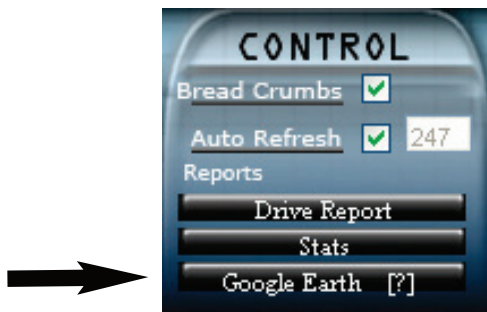 CONTROL
Bread Crumbs
Auto Refresh 247
Reports
Drive Report
Stats
Google Earth [?]